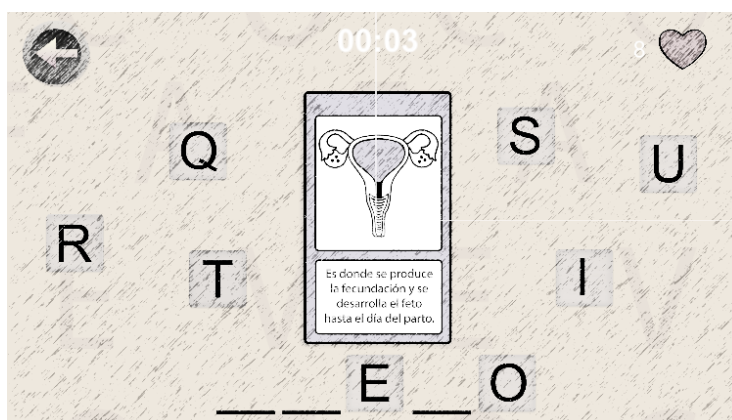 00:03
8
Q
S
U
R
T
I
Es donde se produce
la fecundación y se
desarrolla el feto
hasta el día del parto.
E O